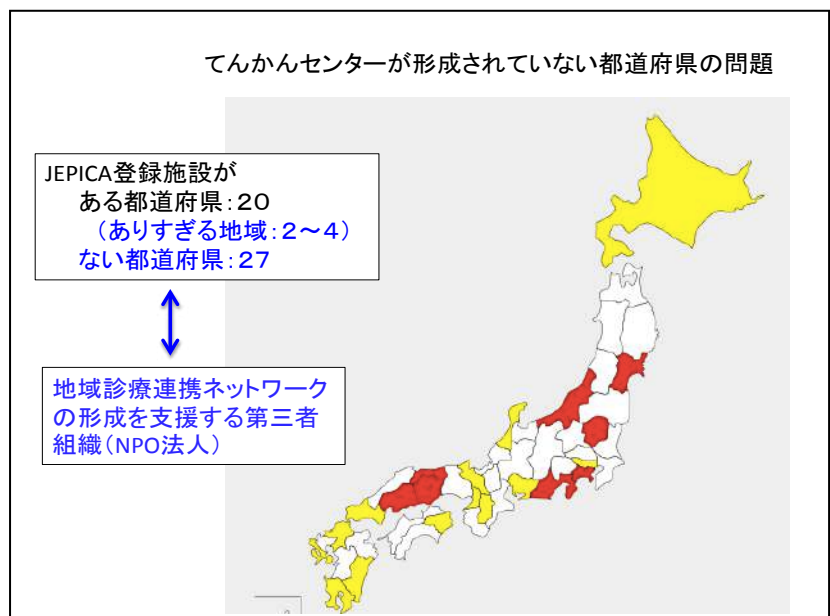 てんかんセンターが形成されていない都道府県の問題
JEPICA登録施設が
ある都道府県：２０
（ありすぎる地域：２～４）
ない都道府県：２７
地域診療連携ネットワーク
の形成を支援する第三者
組織（NPO法人）